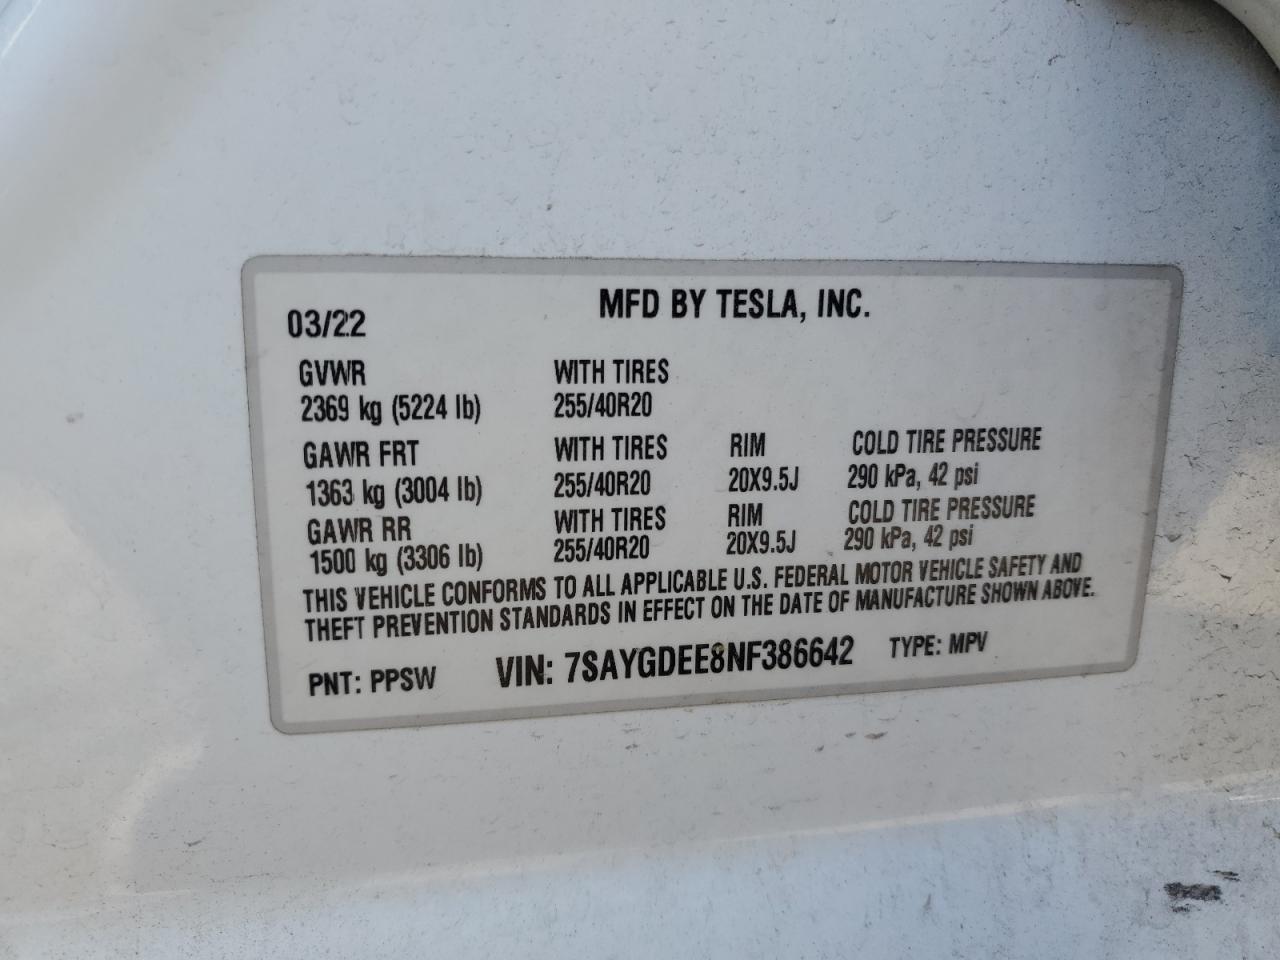 MFD BY TESLA, INC.
03/22
GVWR WITH TIRES
2369 kg (5224 lb) 255/40R20
GAWR FRT WITH TIRES RIM COLD TIRE PRESSURE
1363 kg (3004 lb) 255/40R20 20X9.5J 290 kPa, 42 psi
GAWR RR WITH TIRES RIM COLD TIRE PRESSURE
1500 kg (3306 lb) 255/40R20 20X9.5J 290 kPa, 42 psi
THIS VEHICLE CONFORMS TO ALL APPLICABLE U.S. FEDERAL MOTOR VEHICLE SAFETY AND
THEFT PREVENTION STANDARDS IN EFFECT ON THE DATE OF MANUFACTURE SHOWN ABOVE.
PNT: PPSW VIN: 7SAYGDEE8NF386642 TYPE: MPV